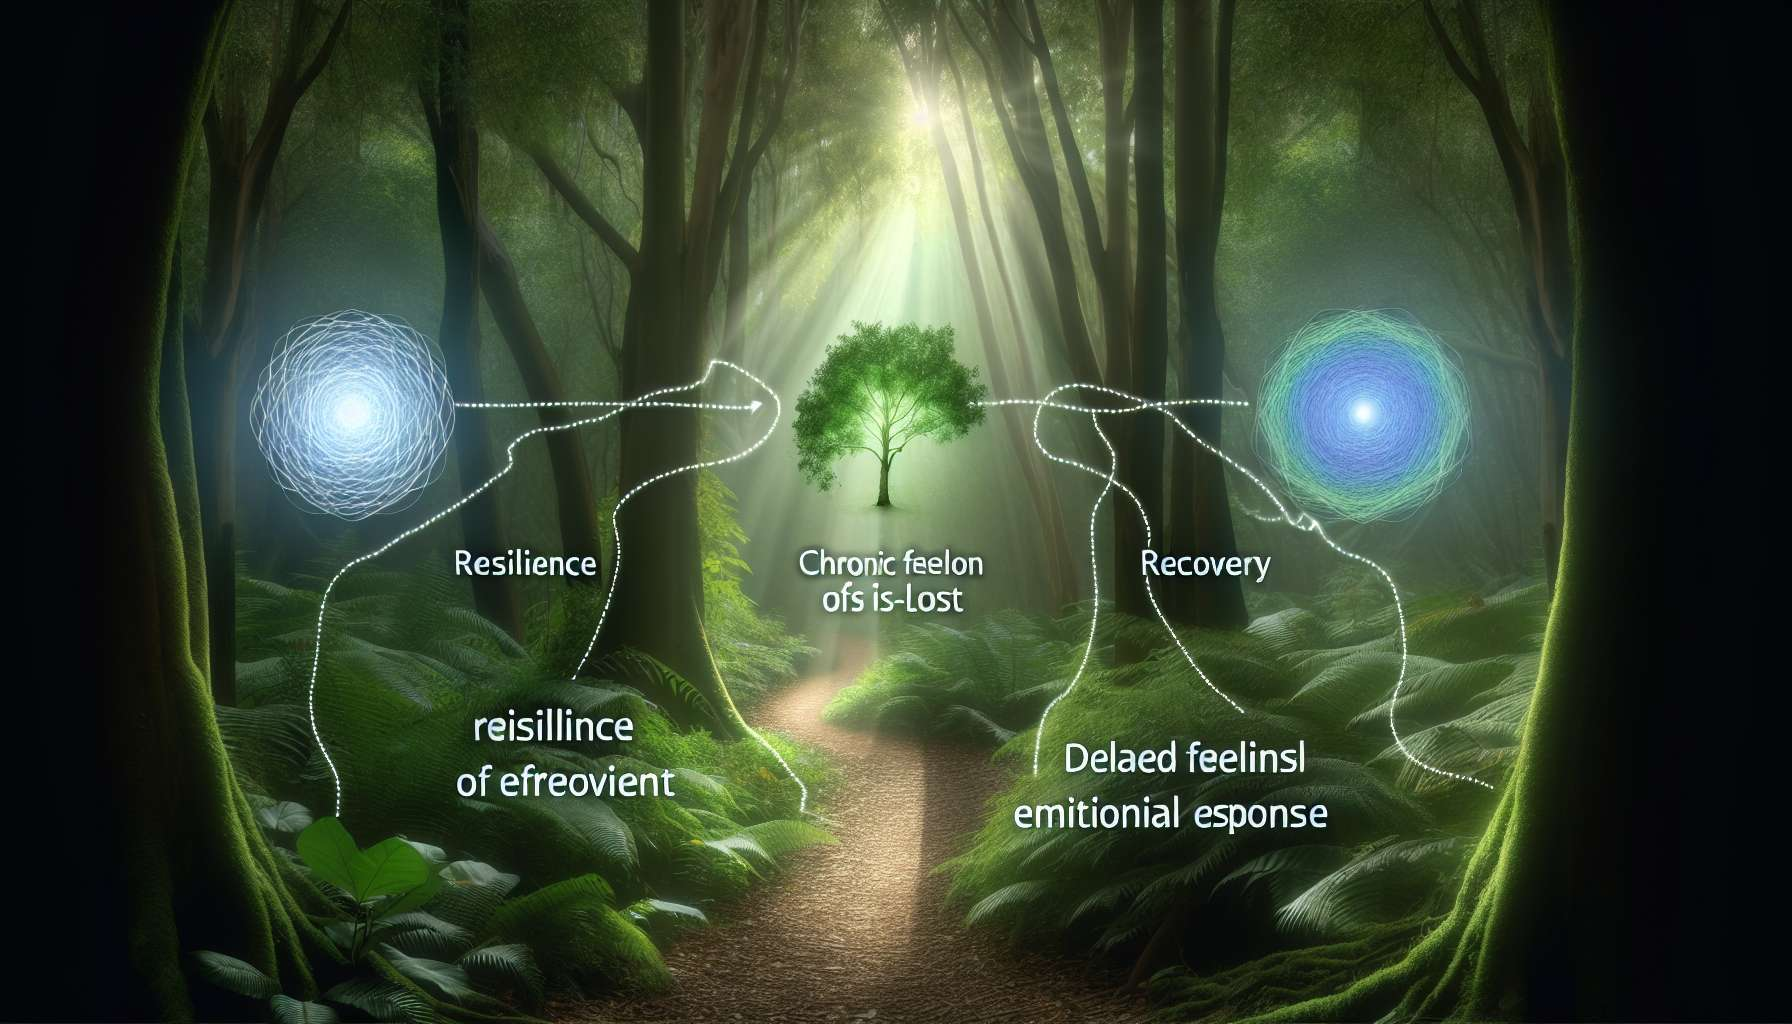 Resilience
Chronic feelon
ofs is-Lost
Recovery
reisillince
of efreovient
Delaed feelinsl
emitionial esponse